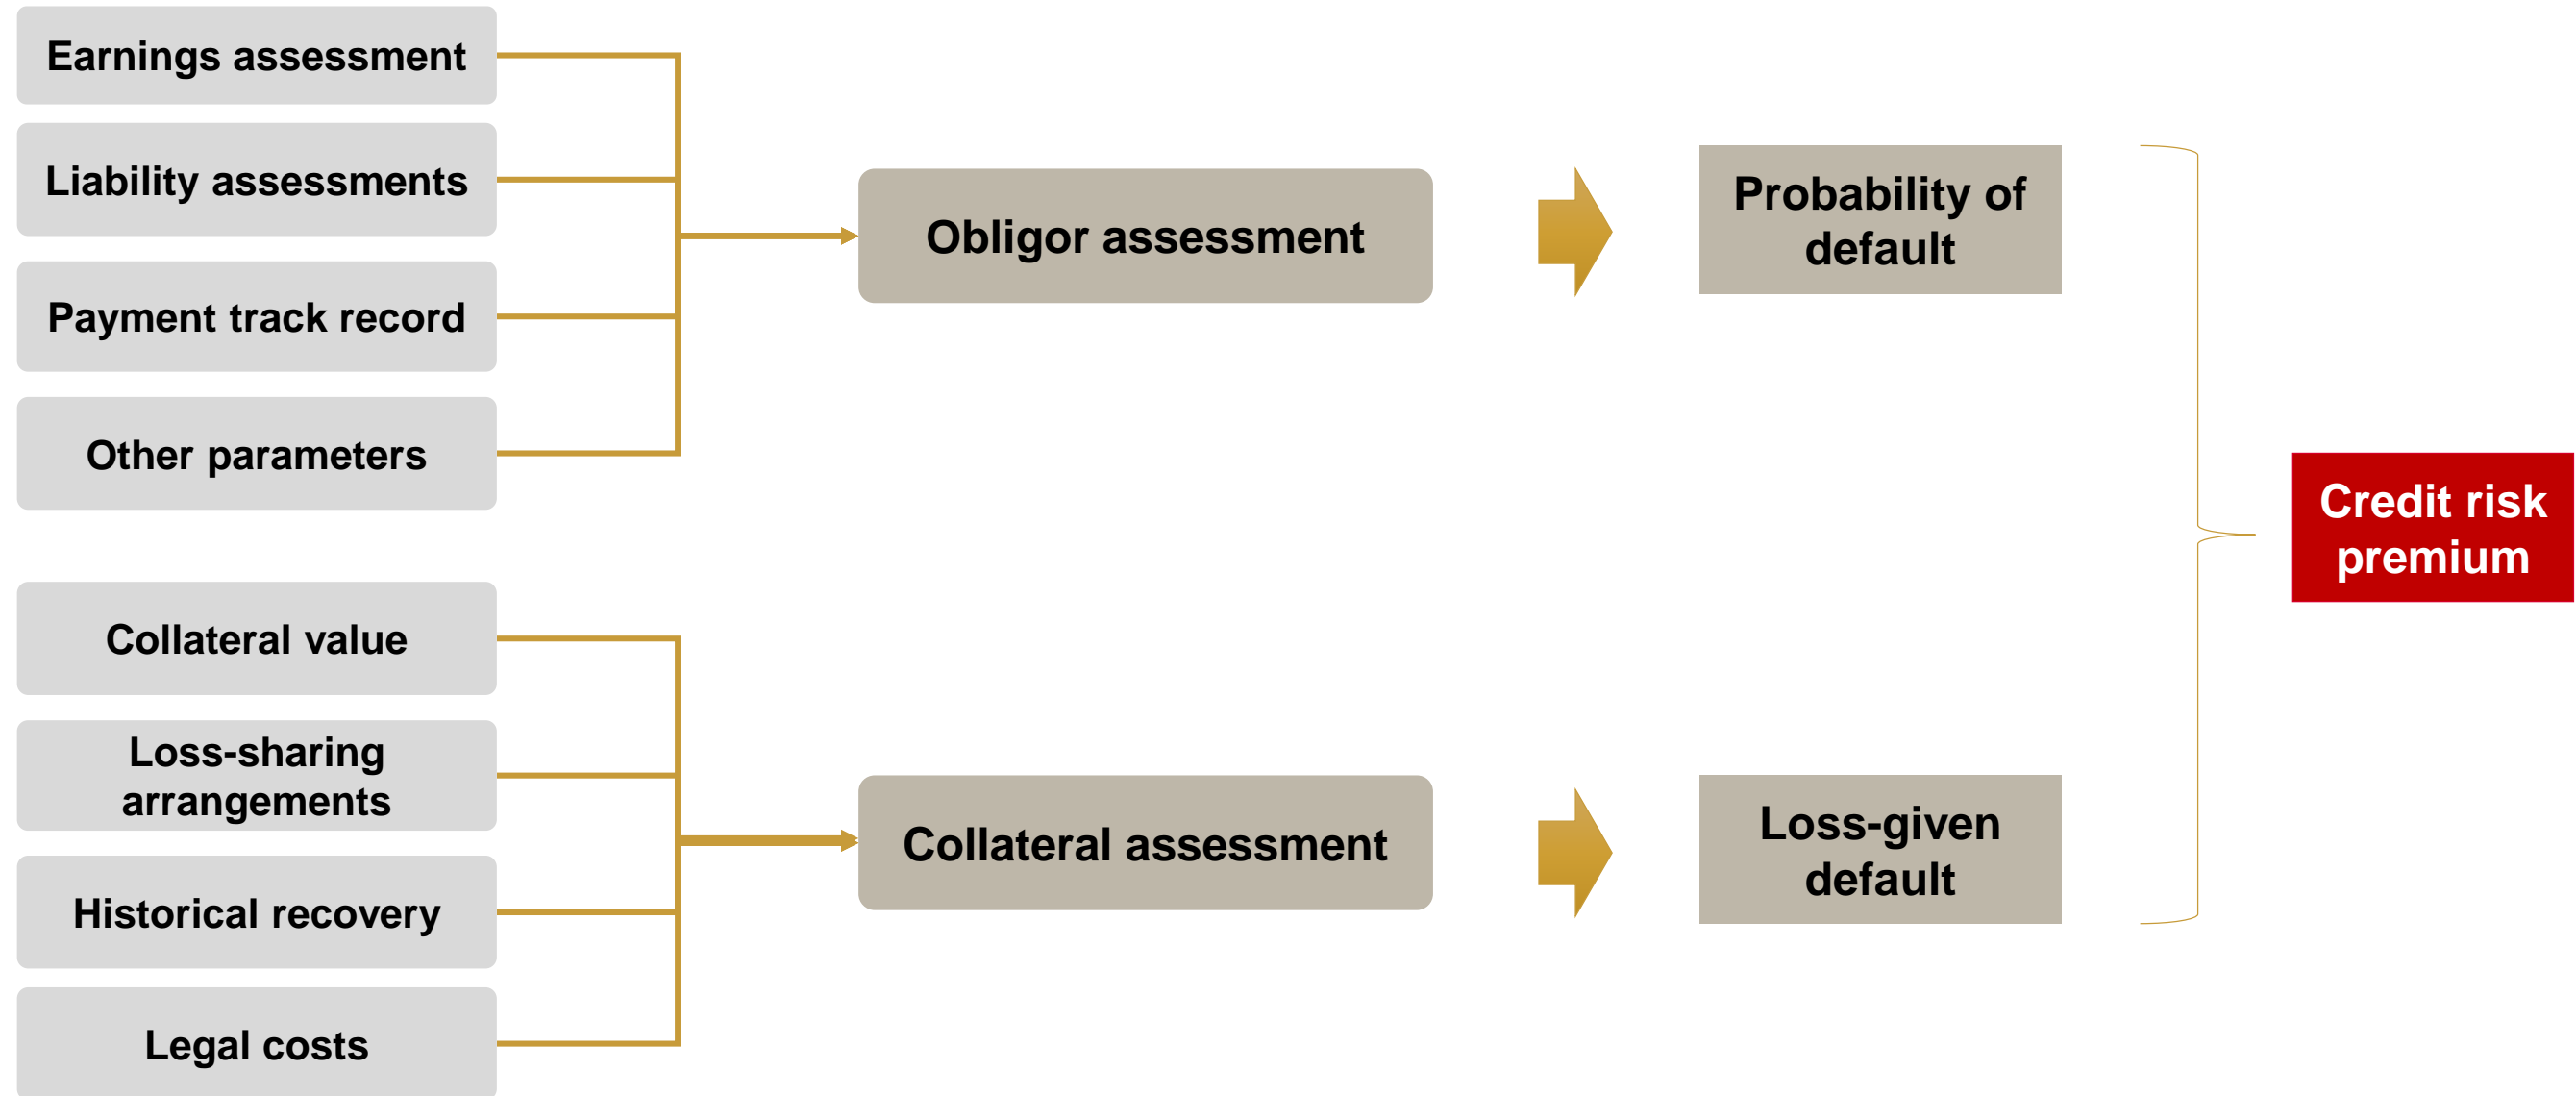 Earnings assessment
Liability assessments
Payment track record
Other parameters
Obligor assessment
Probability of
default
Collateral value
Loss-sharing
arrangements
Historical recovery
Legal costs
Collateral assessment
Loss-given
default
Credit risk
premium